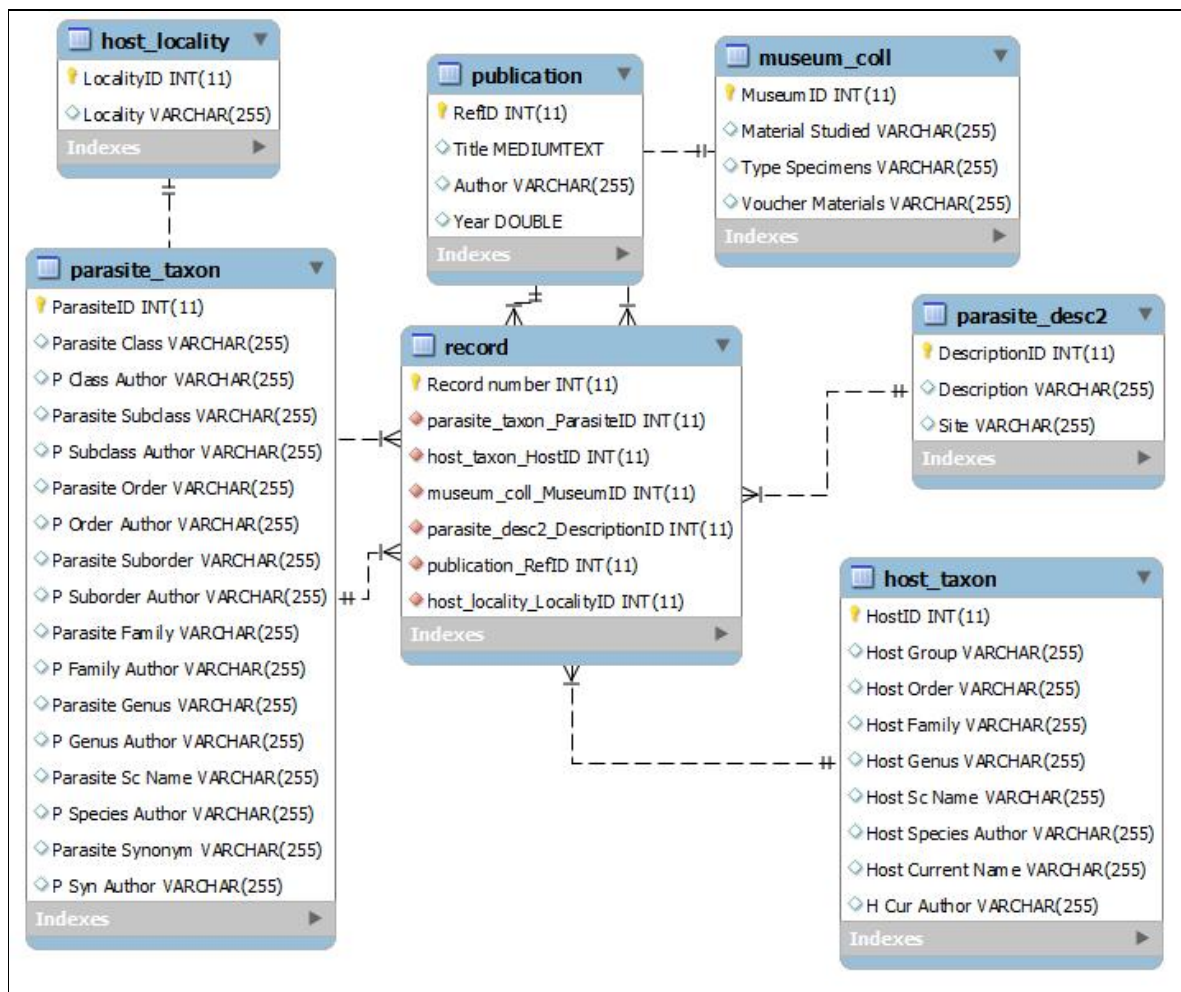 host_locality
LocalityID INT(11)
Locality VARCHAR(255)
Indexes
publication
RefID INT(11)
Title MEDIUMTEXT
Author VARCHAR(255)
Year DOUBLE
Indexes
museum_coll
MuseumID INT(11)
Material Studied VARCHAR(255)
Type Specimens VARCHAR(255)
Voucher Materials VARCHAR(255)
Indexes
parasite_taxon
ParasiteID INT(11)
Parasite Class VARCHAR(255)
P Class Author VARCHAR(255)
Parasite Subclass VARCHAR(255)
P Subclass Author VARCHAR(255)
Parasite Order VARCHAR(255)
P Order Author VARCHAR(255)
Parasite Suborder VARCHAR(255)
P Suborder Author VARCHAR(255)
Parasite Family VARCHAR(255)
P Family Author VARCHAR(255)
Parasite Genus VARCHAR(255)
P Genus Author VARCHAR(255)
Parasite Sc Name VARCHAR(255)
P Species Author VARCHAR(255)
Parasite Synonym VARCHAR(255)
P Syn Author VARCHAR(255)
Indexes
record
Record number INT(11)
parasite_taxon_ParasiteID INT(11)
host_taxon_HostID INT(11)
museum_coll_MuseumID INT(11)
parasite_desc2_DescriptionID INT(11)
publication_RefID INT(11)
host_locality_LocalityID INT(11)
Indexes
parasite_desc2
DescriptionID INT(11)
Description VARCHAR(255)
Site VARCHAR(255)
Indexes
host_taxon
HostID INT(11)
Host Group VARCHAR(255)
Host Order VARCHAR(255)
Host Family VARCHAR(255)
Host Genus VARCHAR(255)
Host Sc Name VARCHAR(255)
Host Species Author VARCHAR(255)
Host Current Name VARCHAR(255)
H Cur Author VARCHAR(255)
Indexes